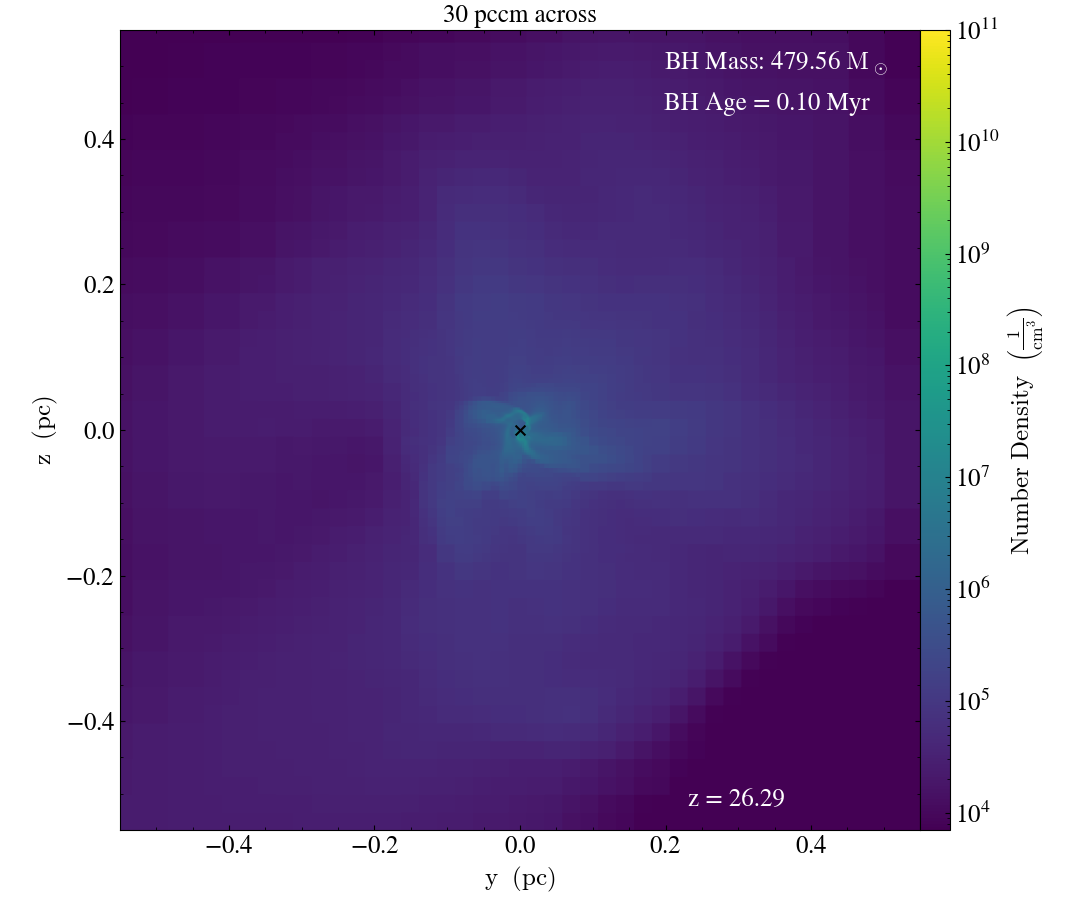 30 pccm across
BH Mass: 479.56 M⊙
BH Age = 0.10 Myr
z = 26.29
0.4
0.2
0.0
−0.2
−0.4
z (pc)
−0.4
−0.2
0.0
0.2
0.4
y (pc)
10¹¹
10¹⁰
10⁹
10⁸
10⁷
10⁶
10⁵
10⁴
Number Density (1/cm³)